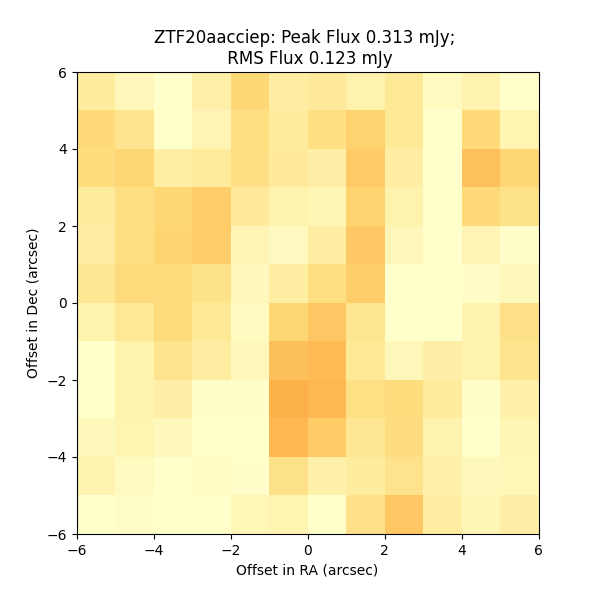 ZTF20aacciep: Peak Flux 0.313 mJy;
RMS Flux 0.123 mJy
6
4
2
0
−2
−4
−6
Offset in Dec (arcsec)
−6 −4 −2 0 2 4 6
Offset in RA (arcsec)